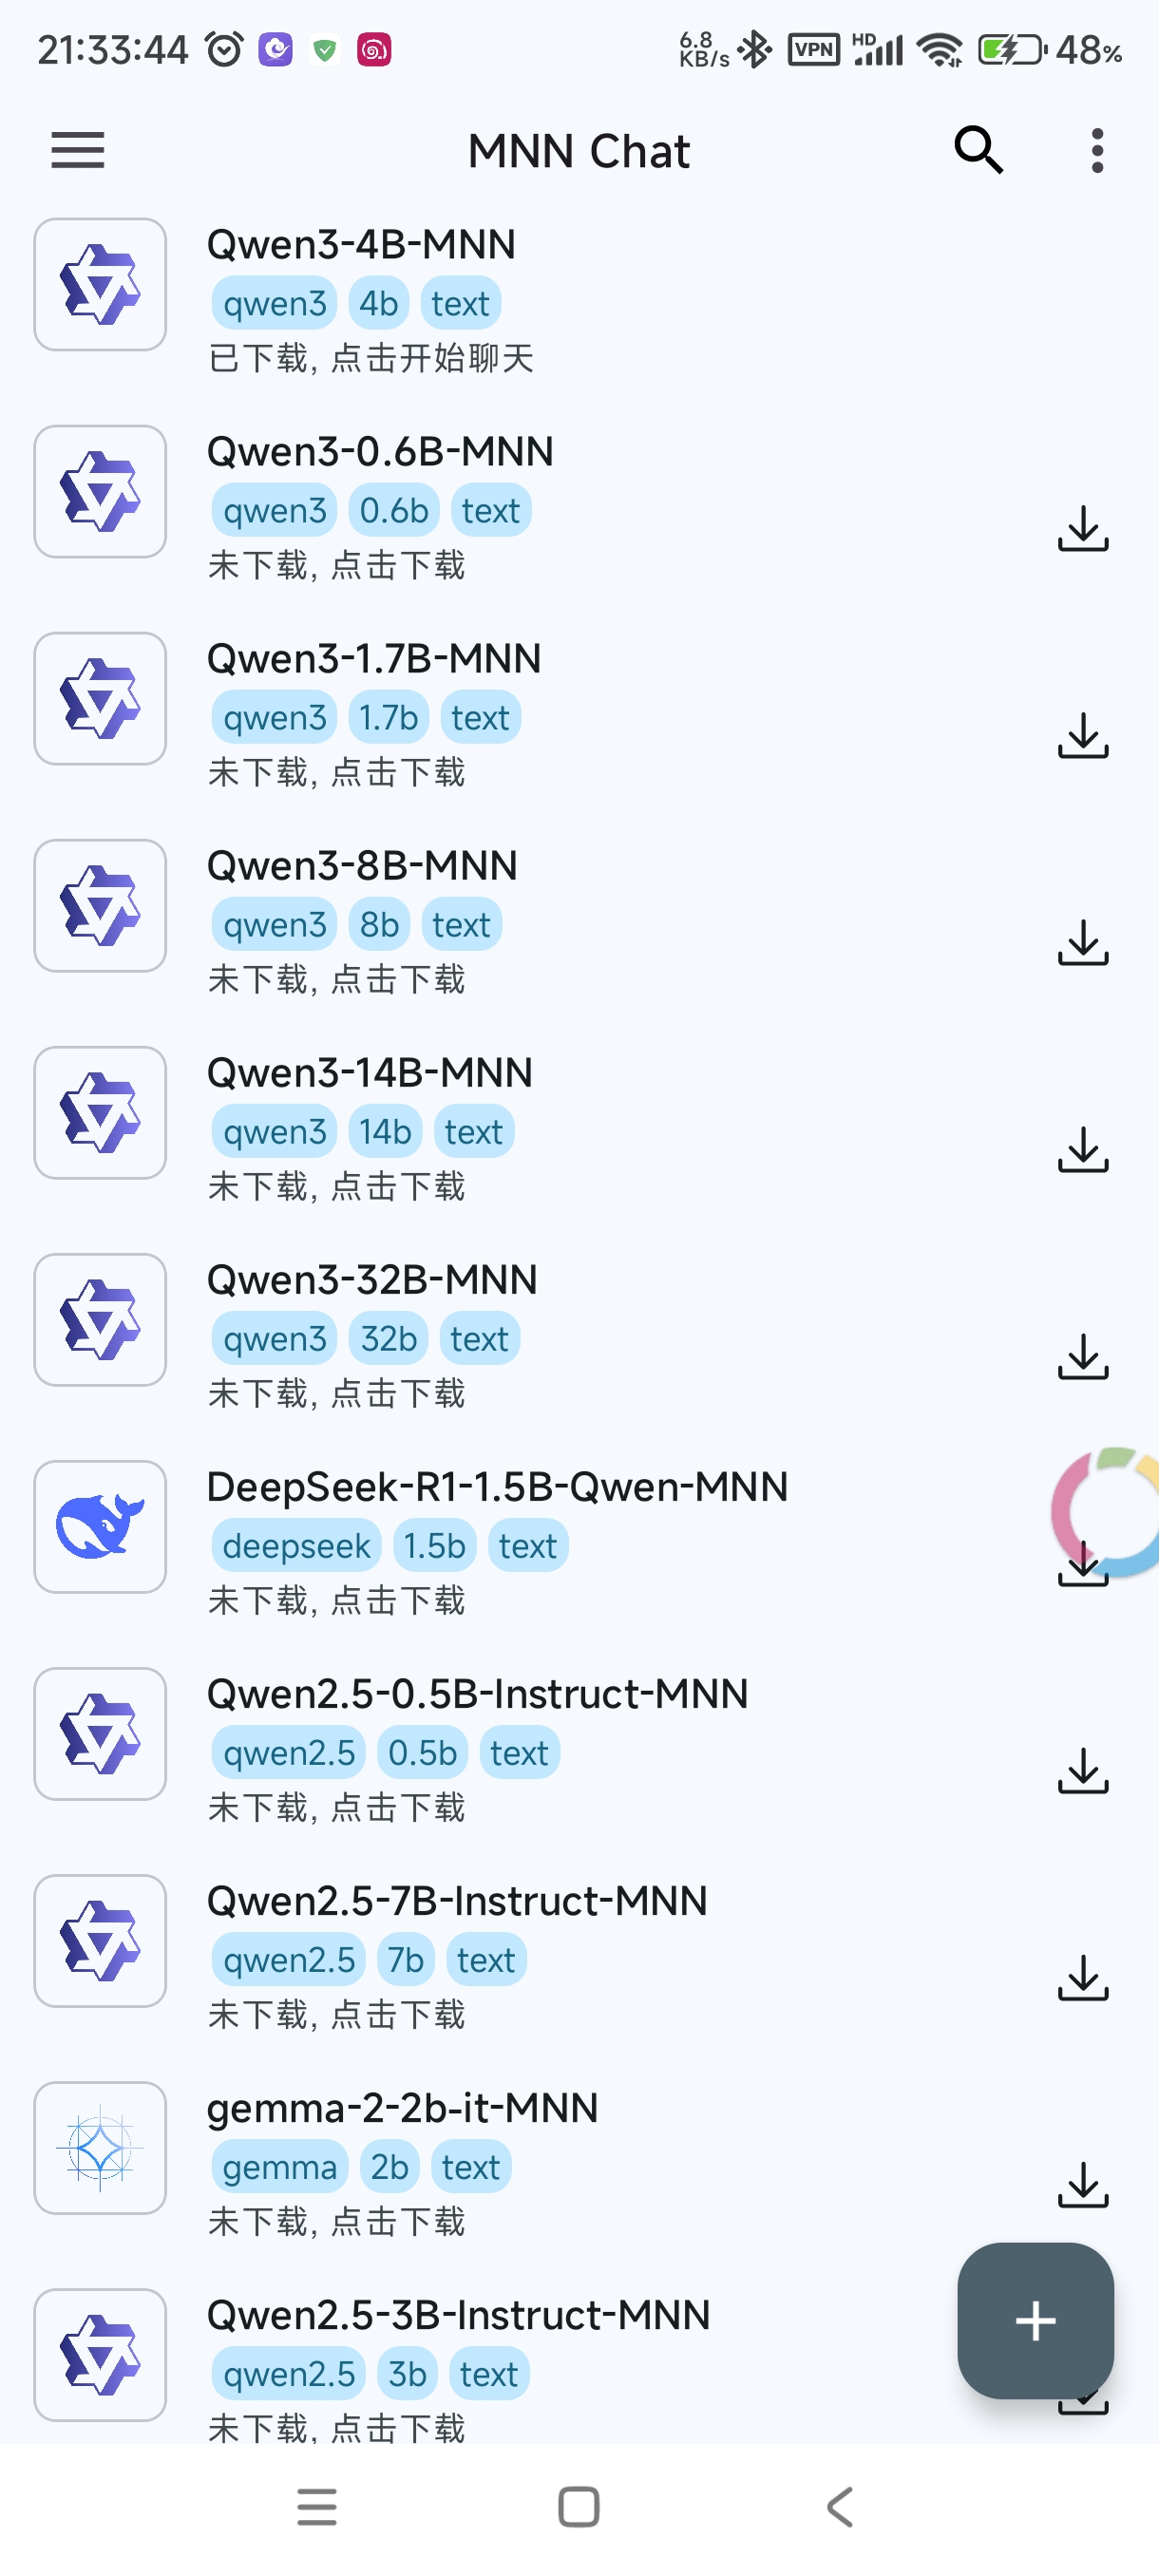 21:33:44 6.8 KB/s VPN HD 48%
MNN Chat
Qwen3-4B-MNN
qwen3 4b text
已下载, 点击开始聊天
Qwen3-0.6B-MNN
qwen3 0.6b text
未下载, 点击下载
Qwen3-1.7B-MNN
qwen3 1.7b text
未下载, 点击下载
Qwen3-8B-MNN
qwen3 8b text
未下载, 点击下载
Qwen3-14B-MNN
qwen3 14b text
未下载, 点击下载
Qwen3-32B-MNN
qwen3 32b text
未下载, 点击下载
DeepSeek-R1-1.5B-Qwen-MNN
deepseek 1.5b text
未下载, 点击下载
Qwen2.5-0.5B-Instruct-MNN
qwen2.5 0.5b text
未下载, 点击下载
Qwen2.5-7B-Instruct-MNN
qwen2.5 7b text
未下载, 点击下载
gemma-2-2b-it-MNN
gemma 2b text
未下载, 点击下载
Qwen2.5-3B-Instruct-MNN
qwen2.5 3b text
未下载, 点击下载